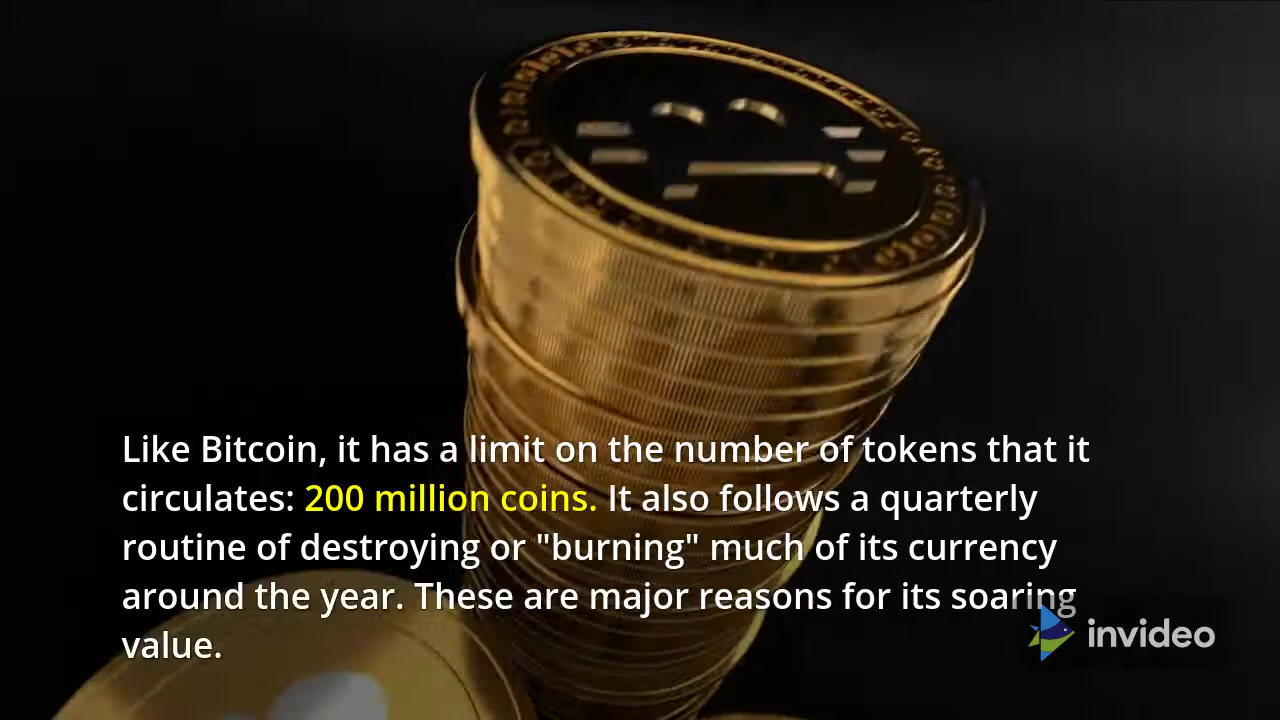 Like Bitcoin, it has a limit on the number of tokens that it
circulates: 200 million coins. It also follows a quarterly
routine of destroying or "burning" much of its currency
around the year. These are major reasons for its soaring
value.
invideo